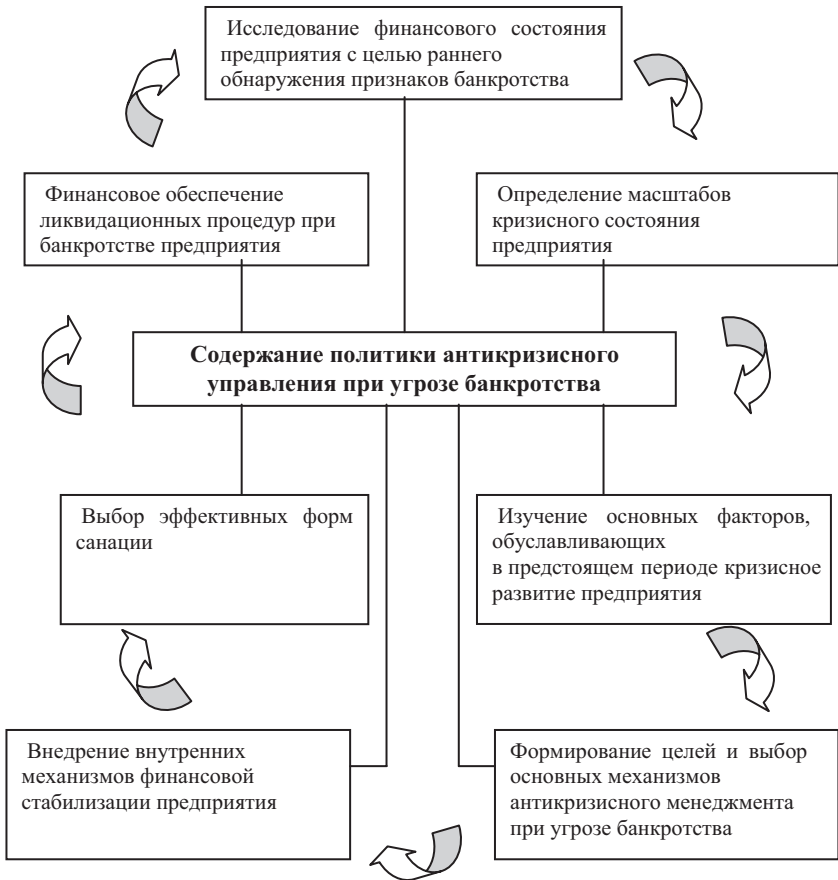 Исследование финансового состояния
предприятия с целью раннего
обнаружения признаков банкротства
Финансовое обеспечение
ликвидационных процедур при
банкротстве предприятия
Определение масштабов
кризисного состояния
предприятия
Содержание политики антикризисного
управления при угрозе банкротства
Выбор эффективных форм
санации
Изучение основных факторов,
обуславливающих
в предстоящем периоде кризисное
развитие предприятия
Внедрение внутренних
механизмов финансовой
стабилизации предприятия
Формирование целей и выбор
основных механизмов
антикризисного менеджмента
при угрозе банкротства